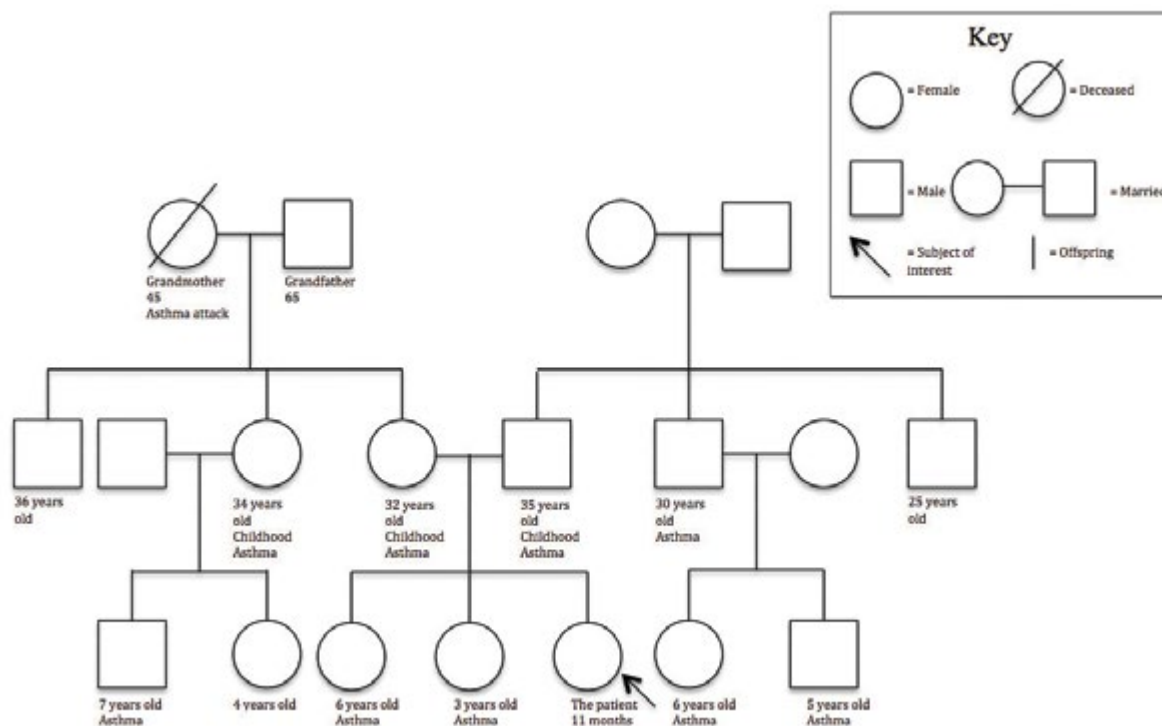 Key
= Female
= Deceased
= Male
= Married
= Subject of
interest
= Offspring
Grandmother
45
Asthma attack
Grandfather
65
36 years
old
34 years
old
Childhood
Asthma
32 years
old
Childhood
Asthma
35 years
old
Childhood
Asthma
30 years
old
Asthma
25 years
old
7 years old
Asthma
4 years old
6 years old
Asthma
3 years old
Asthma
The patient
11 months
6 years old
Asthma
5 years old
Asthma